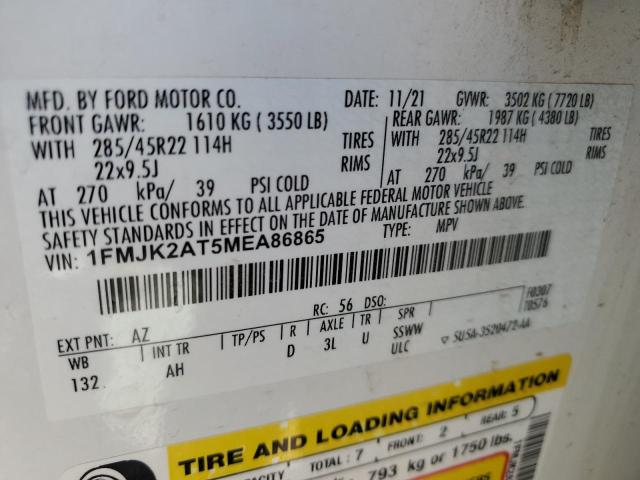 MFD. BY FORD MOTOR CO. DATE: 11/21 GVWR: 3502 KG ( 7720 LB)
FRONT GAWR: 1610 KG ( 3550 LB) REAR GAWR: 1987 KG ( 4380 LB)
WITH 285/45R22 114H TIRES WITH 285/45R22 114H TIRES
22x9.5J RIMS 22x9.5J RIMS
AT 270 kPa/ 39 PSI COLD AT 270 kPa/ 39 PSI COLD
THIS VEHICLE CONFORMS TO ALL APPLICABLE FEDERAL MOTOR VEHICLE
SAFETY STANDARDS IN EFFECT ON THE DATE OF MANUFACTURE SHOWN ABOVE.
VIN: 1FMJK2AT5MEA86865 TYPE: MPV
F0307
T0576
EXT PNT: AZ RC: 56 DSO:
WB INT TR TP/PS R AXLE TR SPR
132 AH D 3L U SSWW
ULC
▽ 5U5A-3520472-AA
TIRE AND LOADING INFORMATION
TOTAL: 7 FRONT: 2 REAR: 5
793 kg or 1750 lbs.